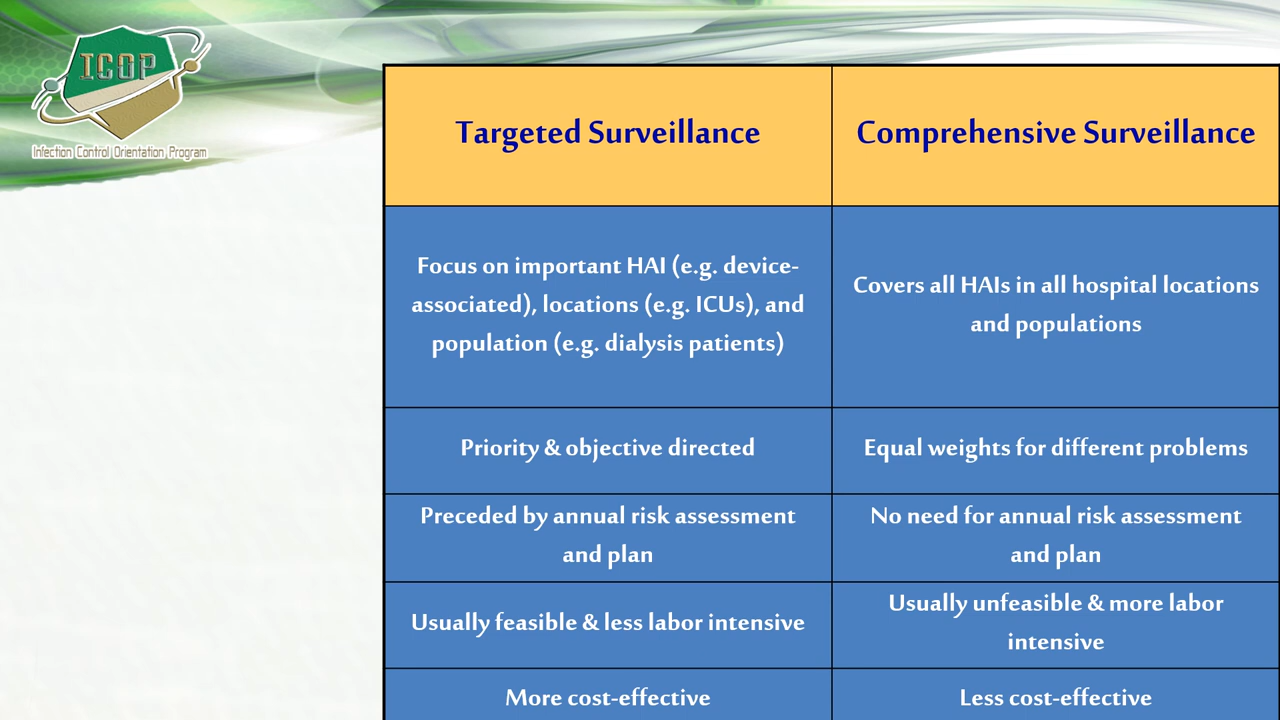 ICOP
Infection Control Orientation Program
Targeted Surveillance
Comprehensive Surveillance
Focus on important HAI (e.g. device-
associated), locations (e.g. ICUs), and
population (e.g. dialysis patients)
Covers all HAIs in all hospital locations
and populations
Priority & objective directed
Equal weights for different problems
Preceded by annual risk assessment
and plan
No need for annual risk assessment
and plan
Usually feasible & less labor intensive
Usually unfeasible & more labor
intensive
More cost-effective
Less cost-effective